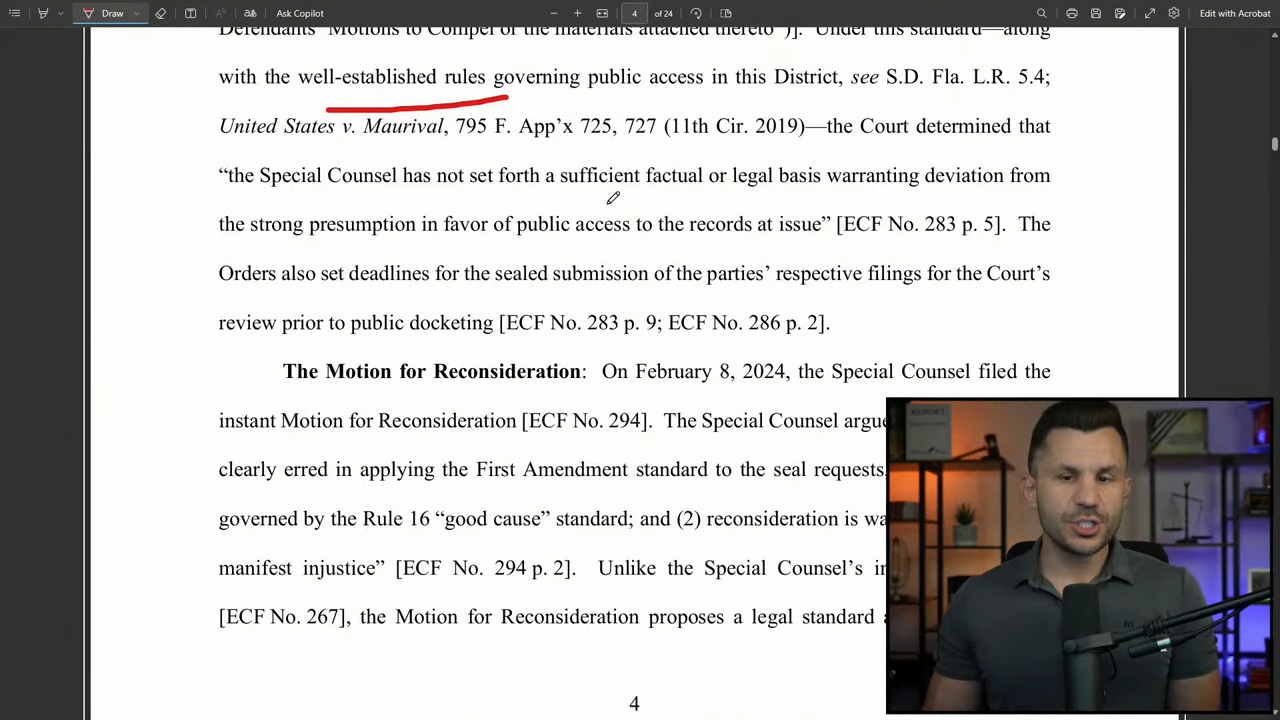 Draw
Ask Copilot
4
of 24
Edit with Acrobat
Defendants' Motions to Compel or the materials attached thereto”)]. Under this standard—along
with the well-established rules governing public access in this District, see S.D. Fla. L.R. 5.4;
United States v. Maurival, 795 F. App’x 725, 727 (11th Cir. 2019)—the Court determined that
“the Special Counsel has not set forth a sufficient factual or legal basis warranting deviation from
the strong presumption in favor of public access to the records at issue” [ECF No. 283 p. 5]. The
Orders also set deadlines for the sealed submission of the parties’ respective filings for the Court’s
review prior to public docketing [ECF No. 283 p. 9; ECF No. 286 p. 2].
The Motion for Reconsideration: On February 8, 2024, the Special Counsel filed the
instant Motion for Reconsideration [ECF No. 294]. The Special Counsel argue
clearly erred in applying the First Amendment standard to the seal requests,
governed by the Rule 16 “good cause” standard; and (2) reconsideration is wa
manifest injustice” [ECF No. 294 p. 2]. Unlike the Special Counsel’s in
[ECF No. 267], the Motion for Reconsideration proposes a legal standard a
4